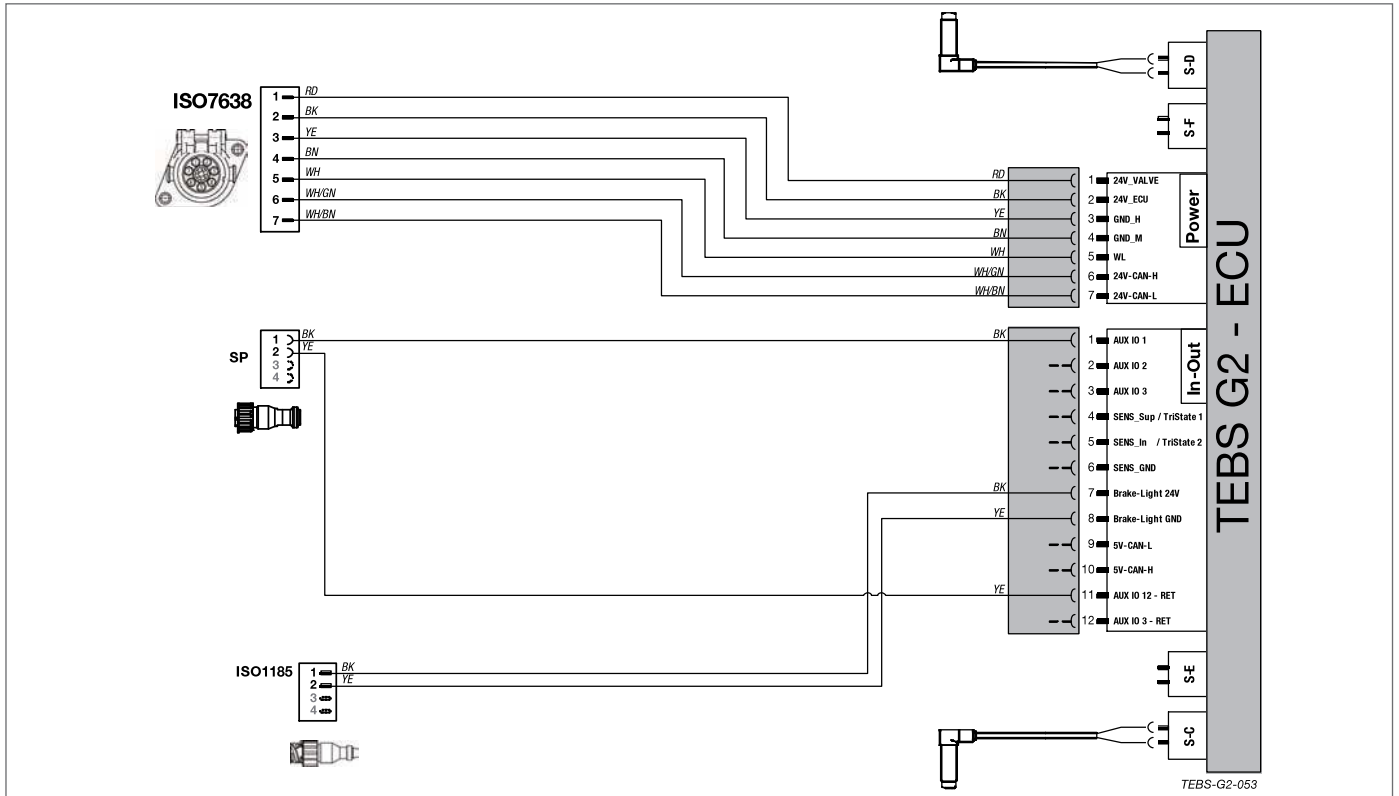 ISO7638
1 RD
2 BK
3 YE
4 BN
5 WH
6 WH/GN
7 WH/BN
SP
1 BK
2 YE
3
4
ISO1185
1 BK
2 YE
3
4
S-D
S-F
Power
RD 1 24V_VALVE
BK 2 24V_ECU
YE 3 GND_H
BN 4 GND_M
WH 5 WL
WH/GN 6 24V-CAN-H
WH/BN 7 24V-CAN-L
In-Out
BK 1 AUX IO 1
2 AUX IO 2
3 AUX IO 3
4 SENS_Sup / TriState 1
5 SENS_In / TriState 2
6 SENS_GND
BK 7 Brake-Light 24V
YE 8 Brake-Light GND
9 5V-CAN-L
10 5V-CAN-H
YE 11 AUX IO 12 - RET
12 AUX IO 3 - RET
S-E
S-C
TEBS G2 - ECU
TEBS-G2-053